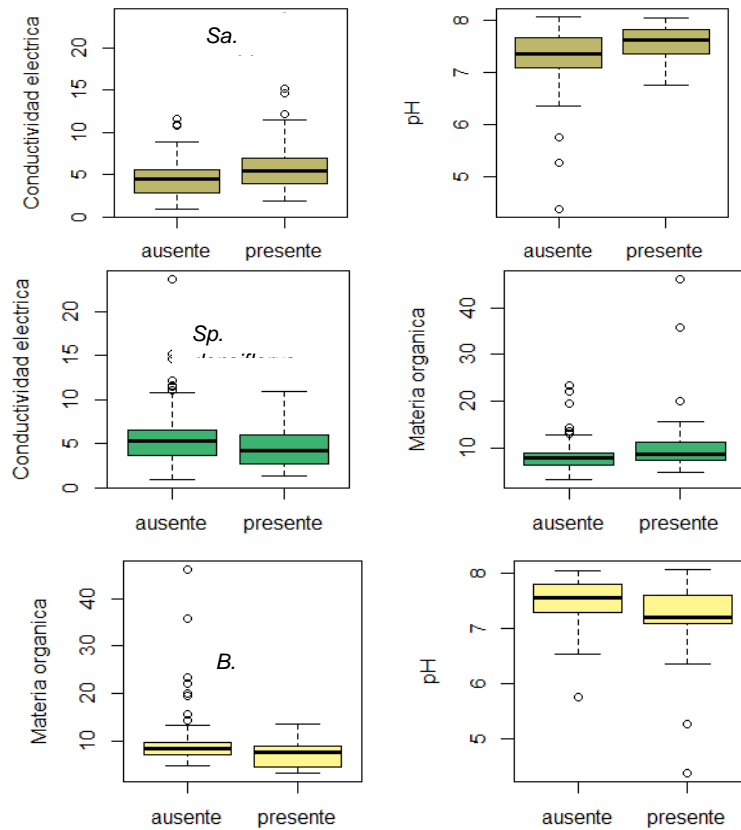 Conductividad electrica
20
15
10
5
0
Sa.
ausente
presente
pH
8
7
6
5
ausente
presente
Conductividad electrica
20
15
10
5
0
Sp.
ausente
presente
Materia organica
40
30
20
10
ausente
presente
Materia organica
40
30
20
10
B.
ausente
presente
pH
8
7
6
5
ausente
presente